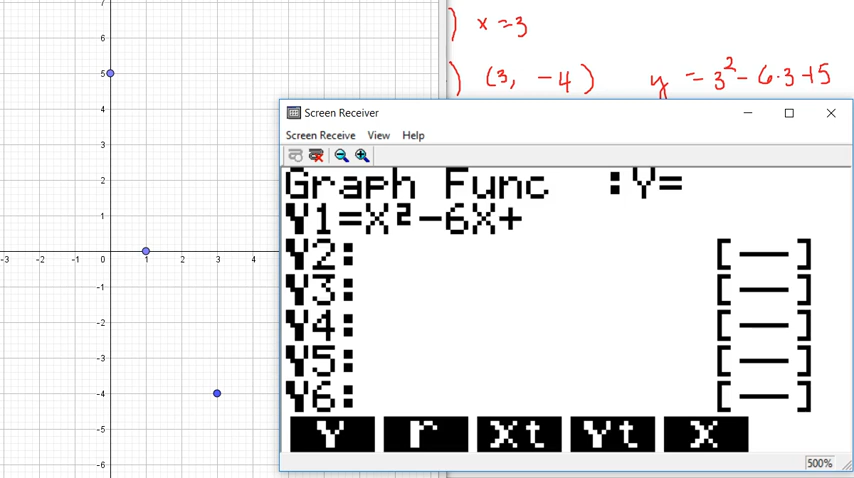 7
6
5
4
3
2
1
-3 -2 -1 0 1 2 3 4
-1
-2
-3
-4
-5
-6
) x = 3
) (3, -4) y = 3² - 6·3 + 5
Screen Receiver
Screen Receive View Help
Graph Func :Y=
Y1=X²-6X+
Y2: [—]
Y3: [—]
Y4: [—]
Y5: [—]
Y6: [—]
Y r Xt Yt X
500%